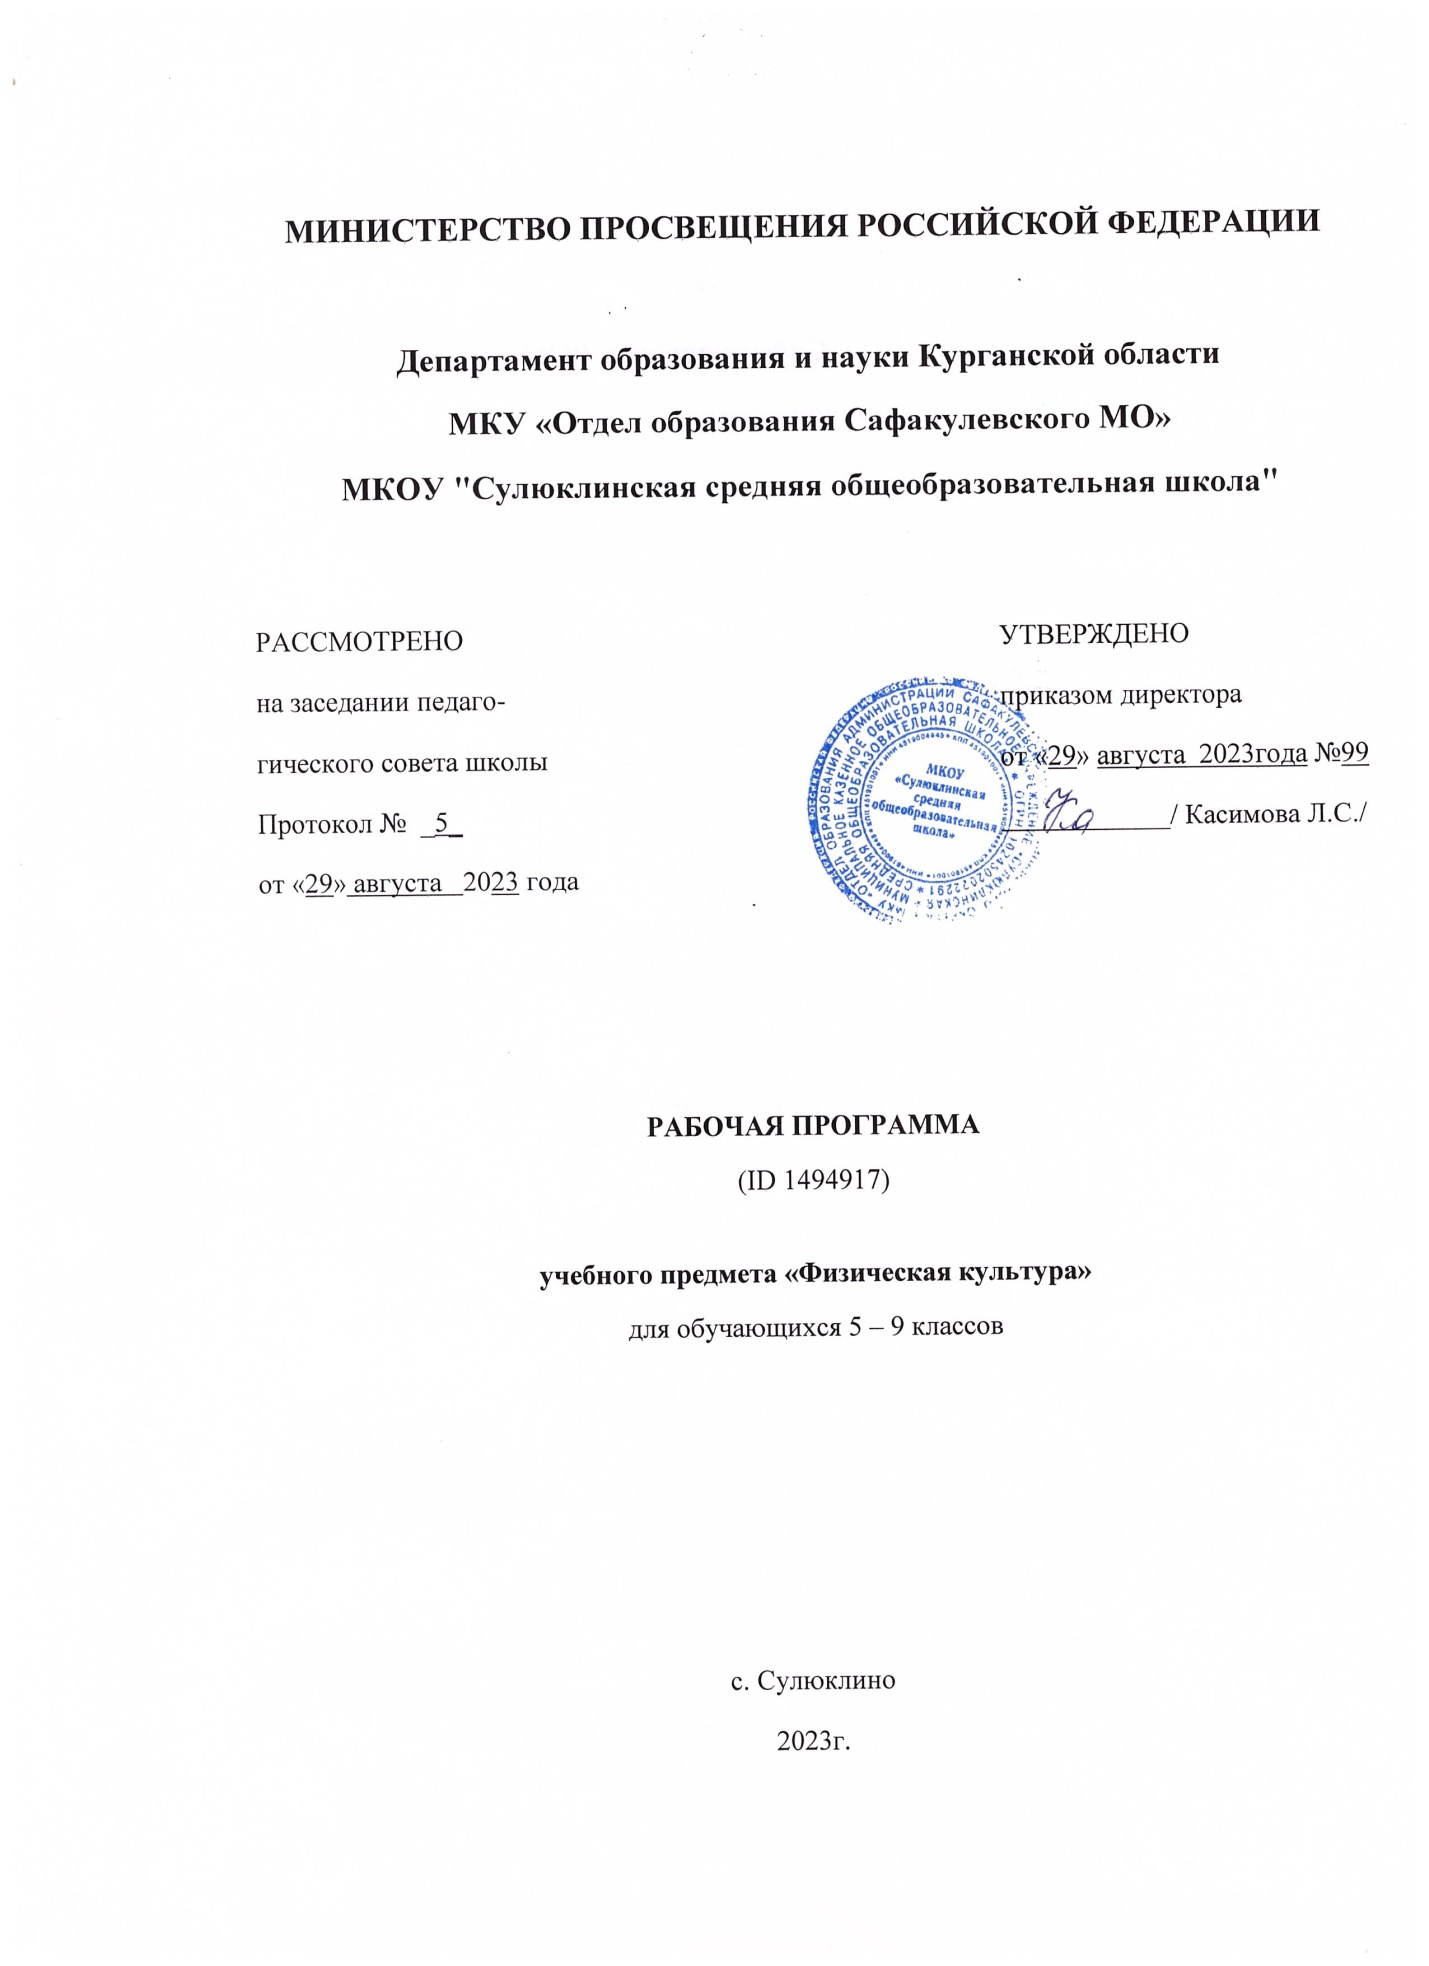 МИНИСТЕРСТВО ПРОСВЕЩЕНИЯ РОССИЙСКОЙ ФЕДЕРАЦИИ
Департамент образования и науки Курганской области
МКУ «Отдел образования Сафакулевского МО»
МКОУ "Сулюклинская средняя общеобразовательная школа"
РАССМОТРЕНО
на заседании педаго-
гического совета школы
Протокол № _5_
от «29» августа 2023 года
УТВЕРЖДЕНО
приказом директора
от «29» августа 2023года №99
/ Касимова Л.С./
МКОУ
«Сулюклинская
средняя
общеобразовательная
школа»
РАБОЧАЯ ПРОГРАММА
(ID 1494917)
учебного предмета «Физическая культура»
для обучающихся 5 – 9 классов
с. Сулюклино
2023г.